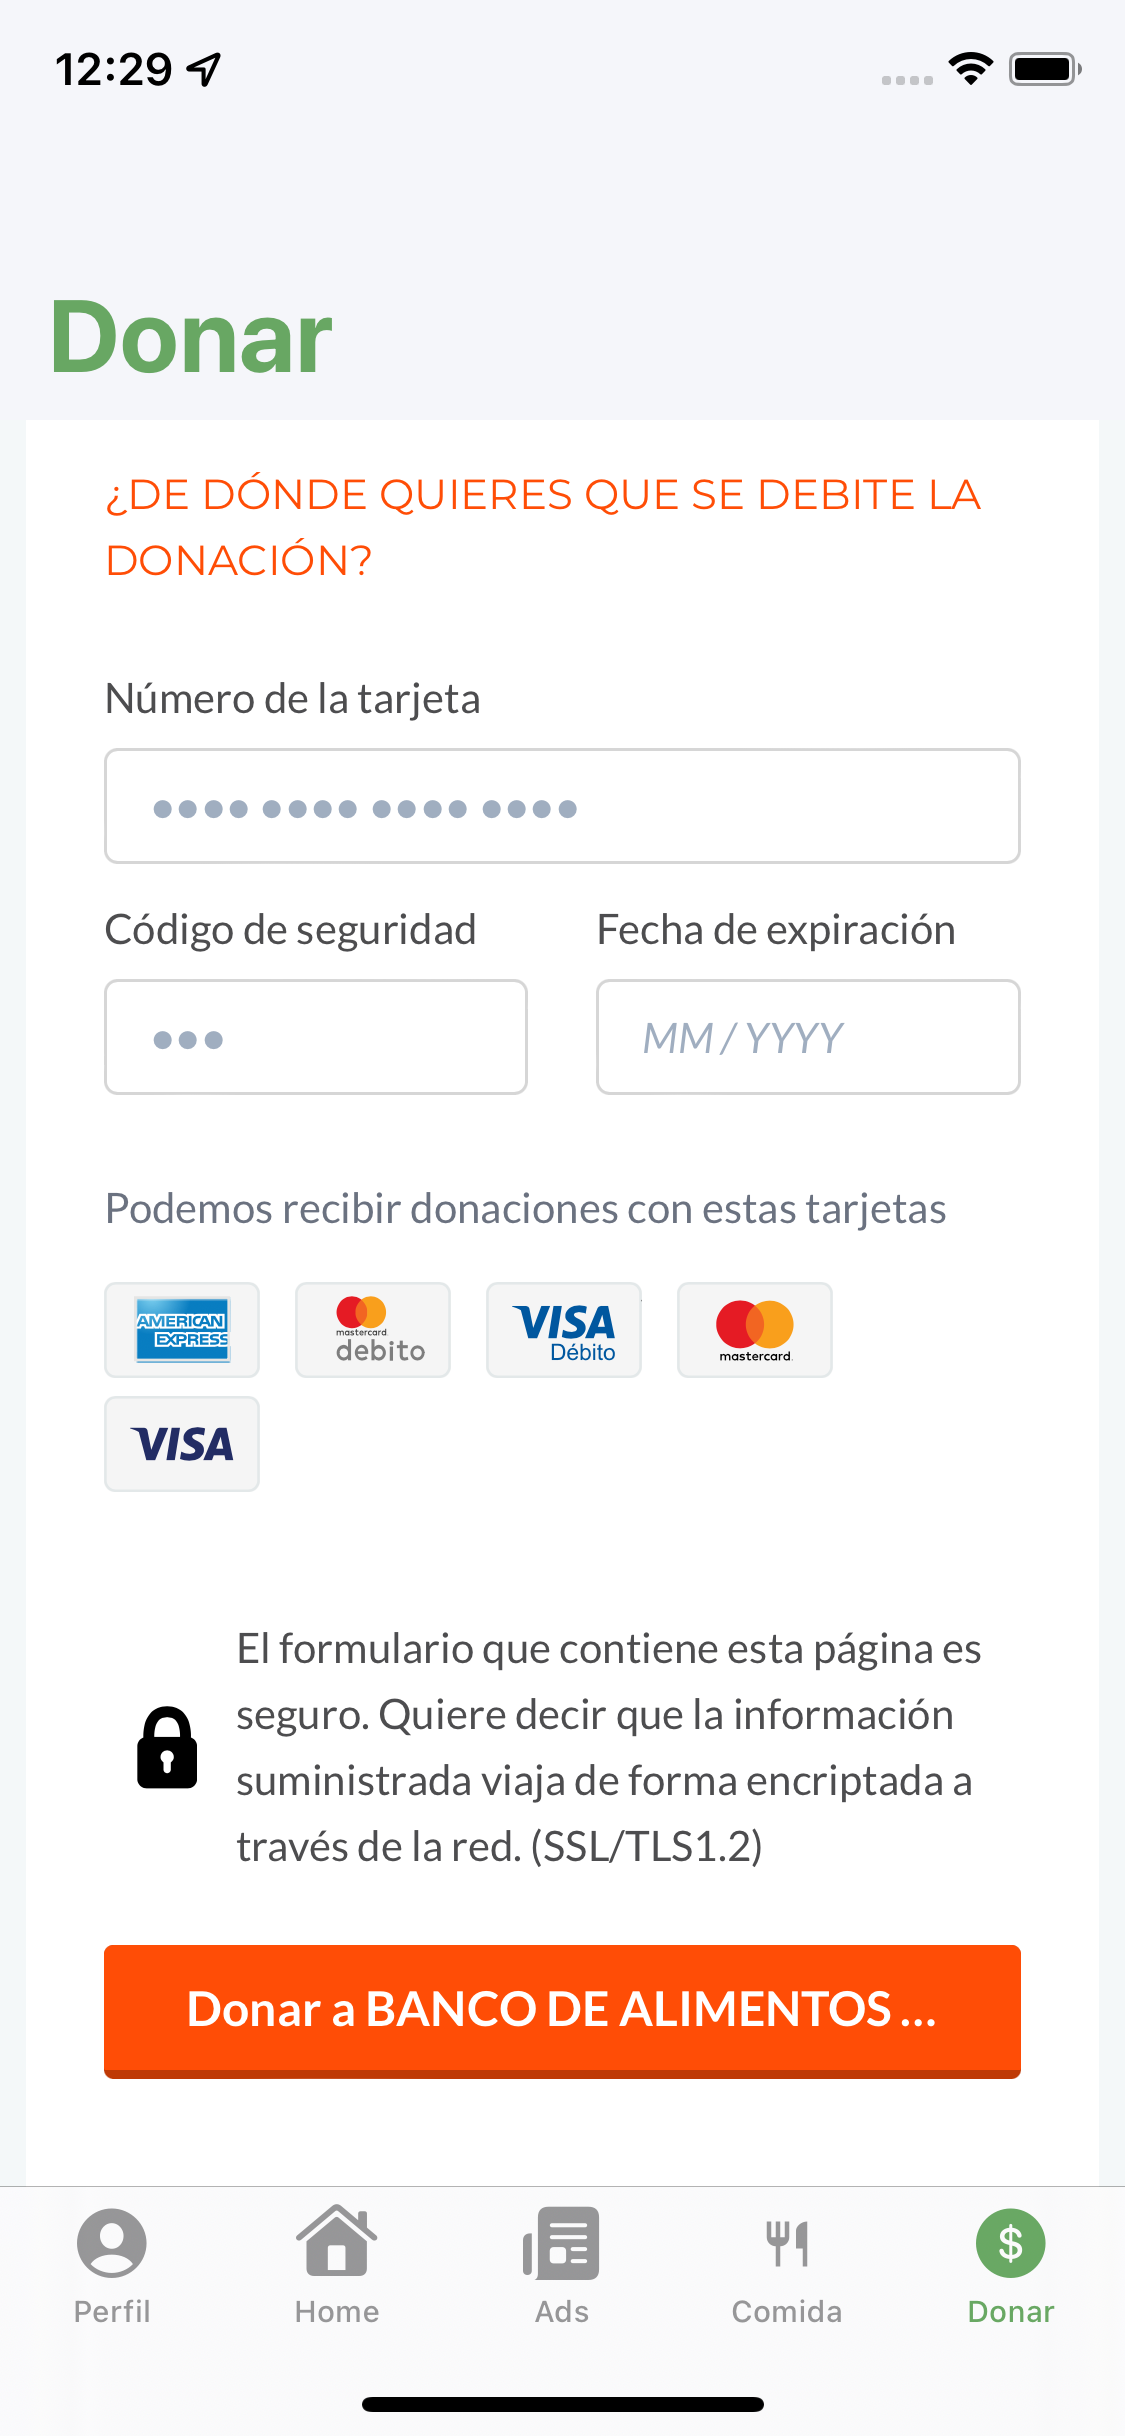 12:29
Donar
¿DE DÓNDE QUIERES QUE SE DEBITE LA
DONACIÓN?
Número de la tarjeta
•••• •••• •••• ••••
Código de seguridad
Fecha de expiración
•••
MM / YYYY
Podemos recibir donaciones con estas tarjetas
AMERICAN
EXPRESS
mastercard
debito
VISA
Débito
mastercard
VISA
El formulario que contiene esta página es
seguro. Quiere decir que la información
suministrada viaja de forma encriptada a
través de la red. (SSL/TLS1.2)
Donar a BANCO DE ALIMENTOS ...
Perfil
Home
Ads
Comida
$
Donar